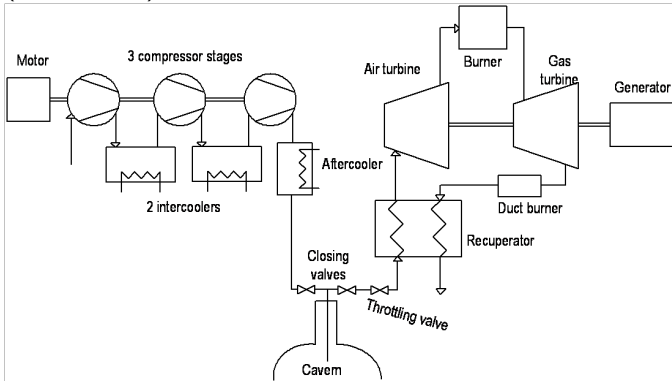 3 compressor stages
Motor
Air turbine
Burner
Gas
turbine
Generator
Aftercooler
2 intercoolers
Duct burner
Recuperator
Closing
valves
Throttling valve
Cavern